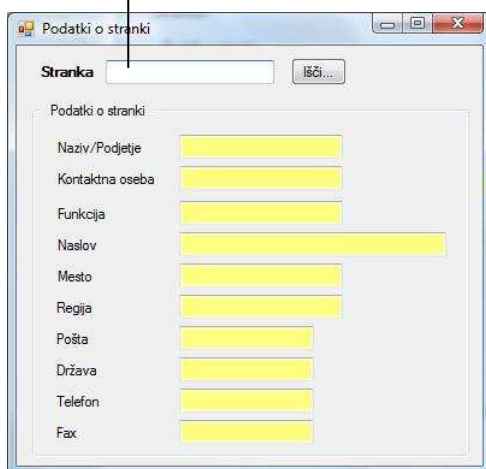 Podatki o stranki
Stranka Išči...
Podatki o stranki
Naziv/Podjetje
Kontaktna oseba
Funkcija
Naslov
Mesto
Regija
Pošta
Država
Telefon
Fax